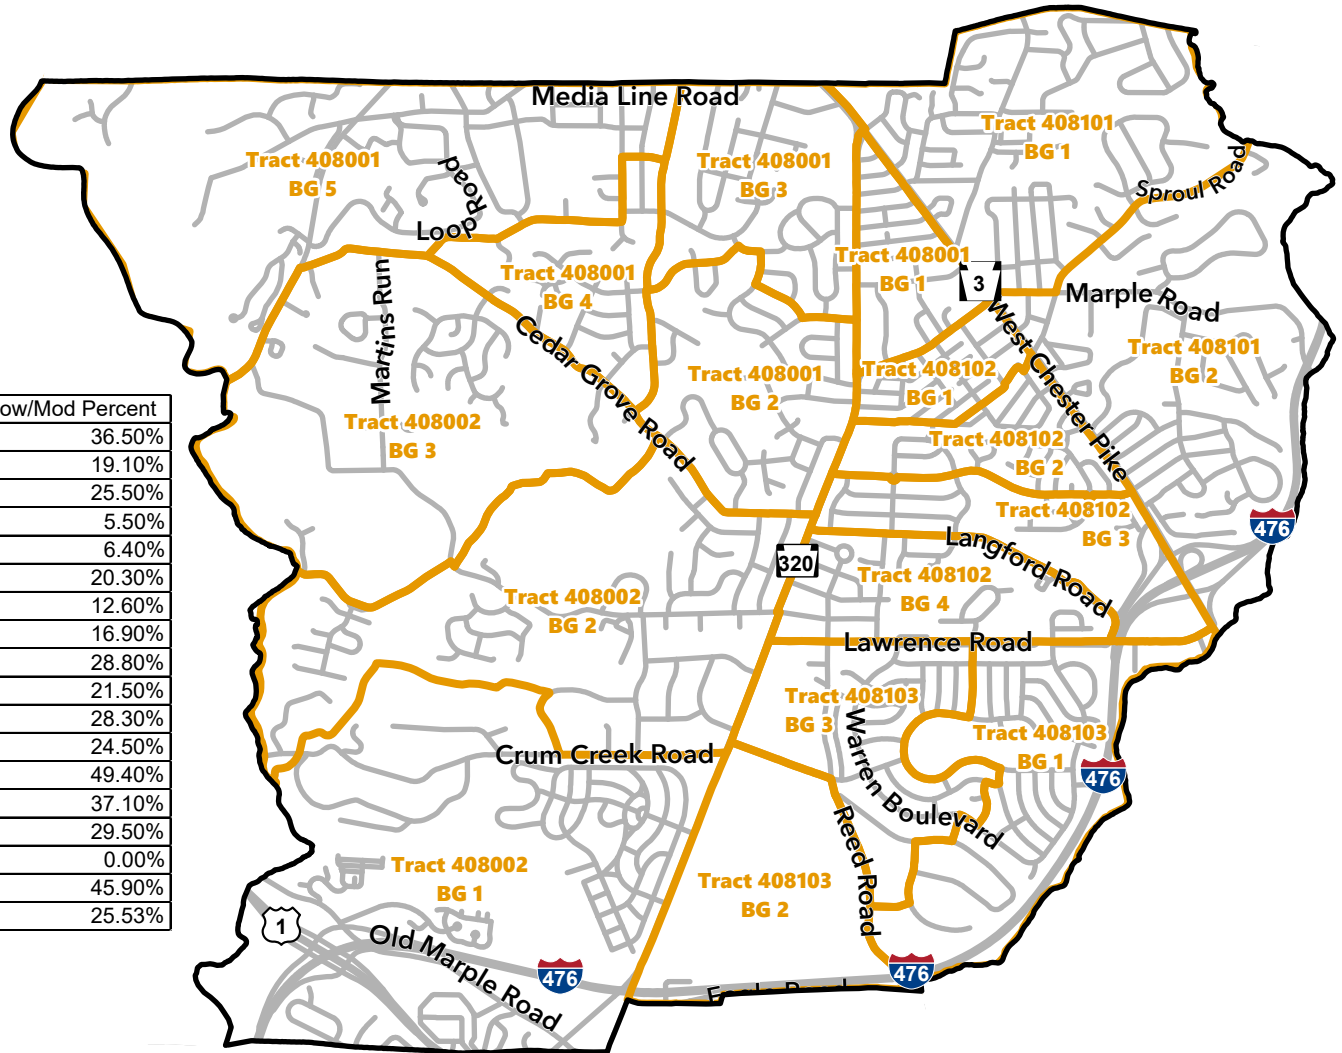 Media Line Road
Tract 408101
BG 1
Tract 408001
BG 5
Tract 408001
BG 3
Loop Road
Sproul Road
Tract 408001
BG 4
Tract 408001
BG 1
3
Marple Road
Martins Run
Cedar Grove Road
West Chester Pike
Tract 408101
BG 2
Tract 408001
BG 2
Tract 408102
BG 1
ow/Mod Percent
36.50%
19.10%
25.50%
5.50%
6.40%
20.30%
12.60%
16.90%
28.80%
21.50%
28.30%
24.50%
49.40%
37.10%
29.50%
0.00%
45.90%
25.53%
Tract 408002
BG 3
Tract 408102
BG 2
Tract 408102
BG 3
476
Langford Road
320
Tract 408102
BG 4
Tract 408002
BG 2
Lawrence Road
Tract 408103
BG 3
Warren Boulevard
Tract 408103
BG 1
476
Crum Creek Road
Reed Road
Tract 408002
BG 1
Tract 408103
BG 2
1
Old Marple Road
476
476